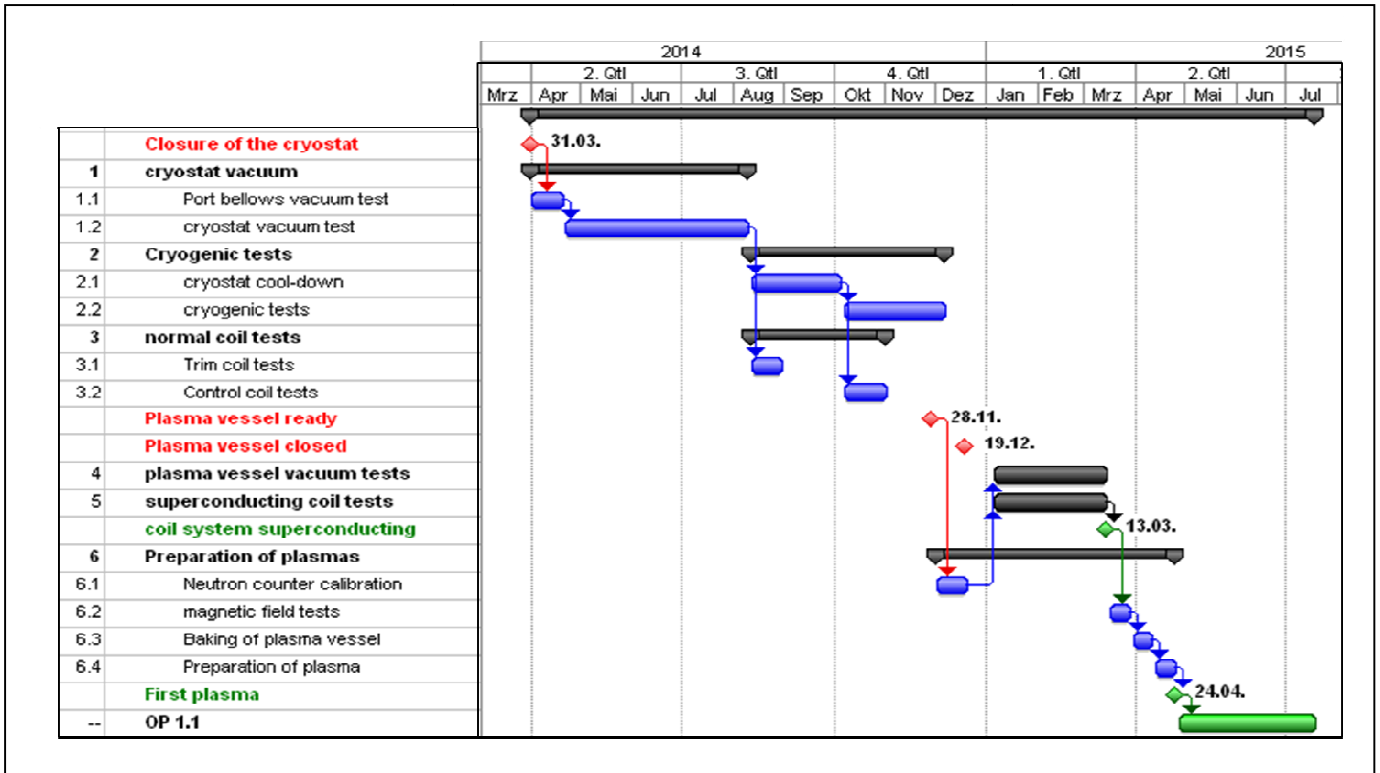 2014 2015
2. Qtl 3. Qtl 4. Qtl 1. Qtl 2. Qtl
Mrz Apr Mai Jun Jul Aug Sep Okt Nov Dez Jan Feb Mrz Apr Mai Jun Jul
Closure of the cryostat 31.03.
1 cryostat vacuum
1.1 Port bellows vacuum test
1.2 cryostat vacuum test
2 Cryogenic tests
2.1 cryostat cool-down
2.2 cryogenic tests
3 normal coil tests
3.1 Trim coil tests
3.2 Control coil tests
Plasma vessel ready 28.11.
Plasma vessel closed 19.12.
4 plasma vessel vacuum tests
5 superconducting coil tests
coil system superconducting 13.03.
6 Preparation of plasmas
6.1 Neutron counter calibration
6.2 magnetic field tests
6.3 Baking of plasma vessel
6.4 Preparation of plasma
First plasma 24.04.
-- OP 1.1